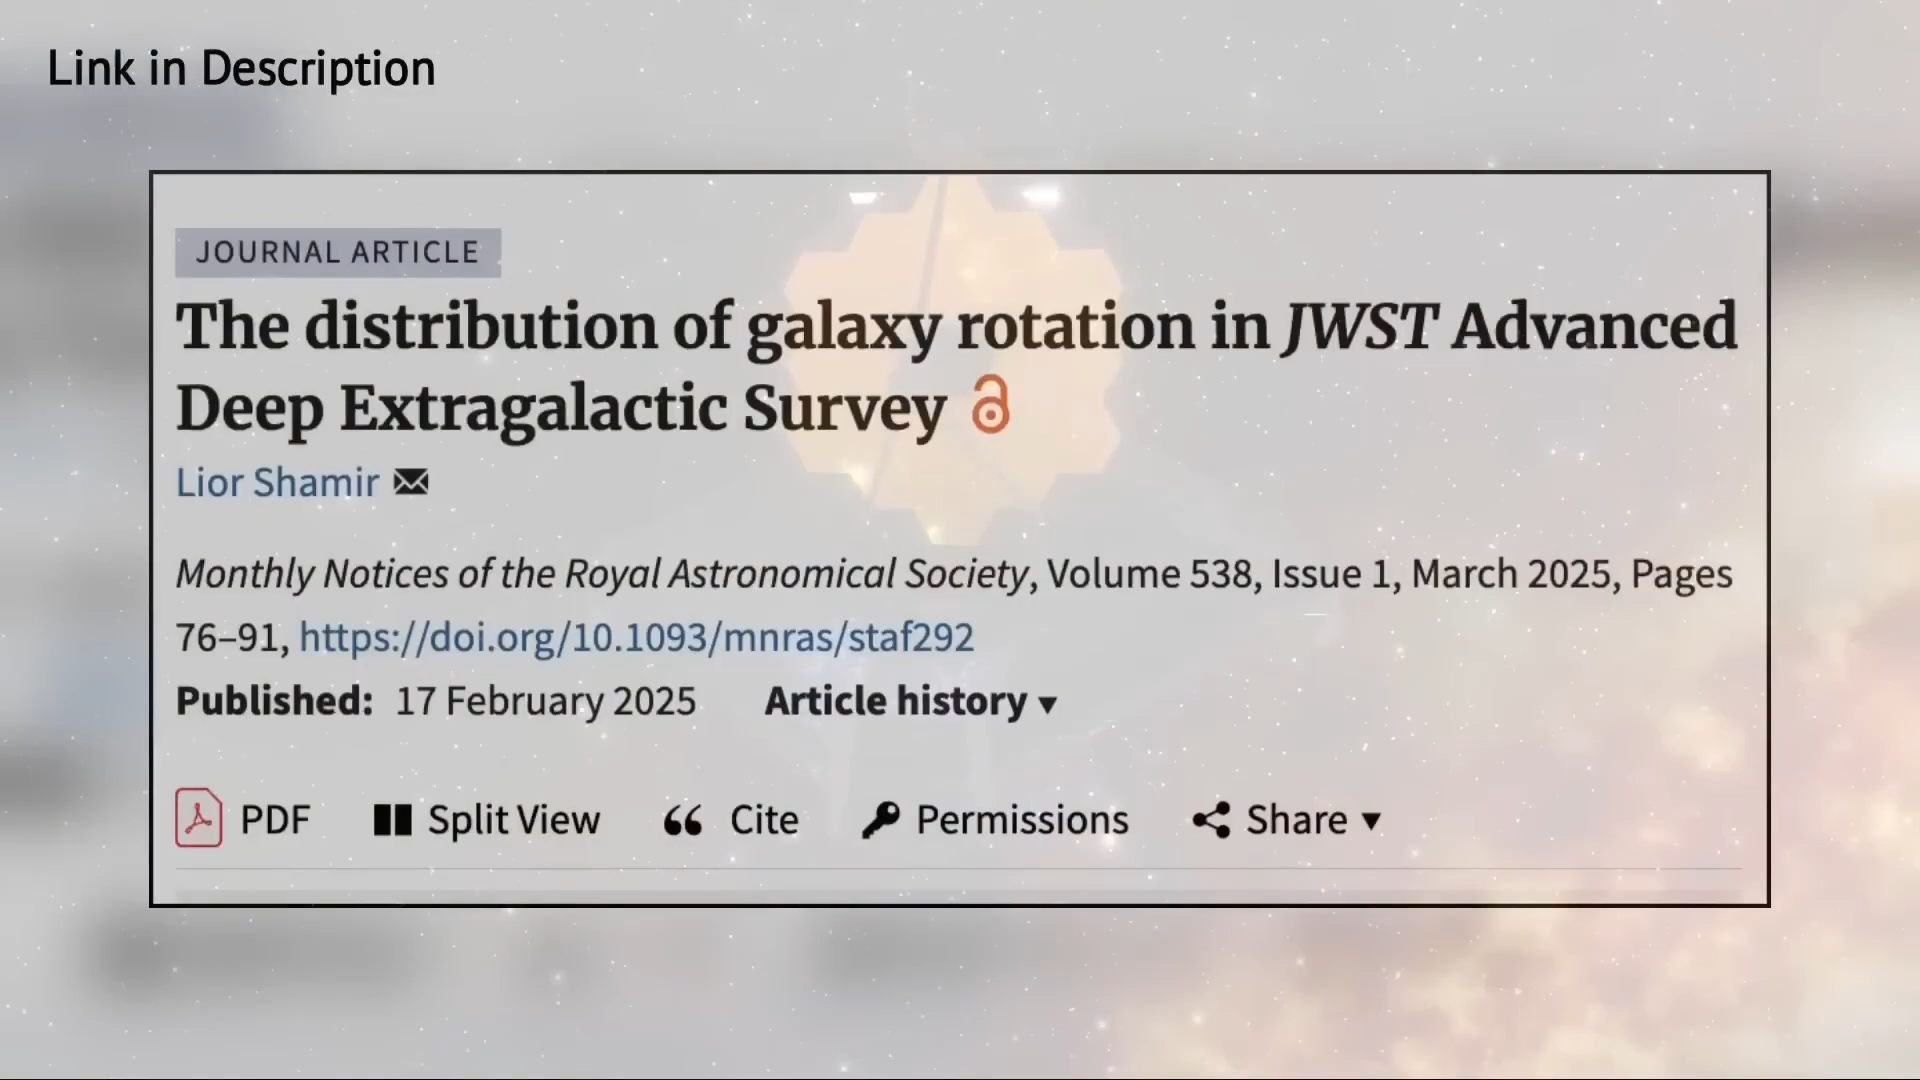 Link in Description
JOURNAL ARTICLE
The distribution of galaxy rotation in JWST Advanced
Deep Extragalactic Survey
Lior Shamir
Monthly Notices of the Royal Astronomical Society, Volume 538, Issue 1, March 2025, Pages
76–91, https://doi.org/10.1093/mnras/staf292
Published: 17 February 2025 Article history ▼
PDF Split View Cite Permissions Share ▼